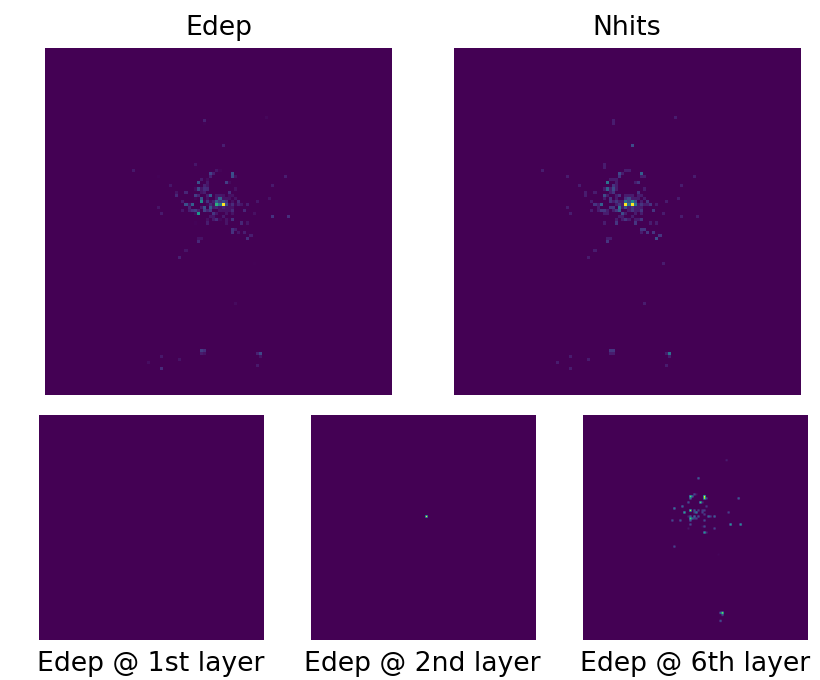 Edep
Nhits
Edep @ 1st layer
Edep @ 2nd layer
Edep @ 6th layer